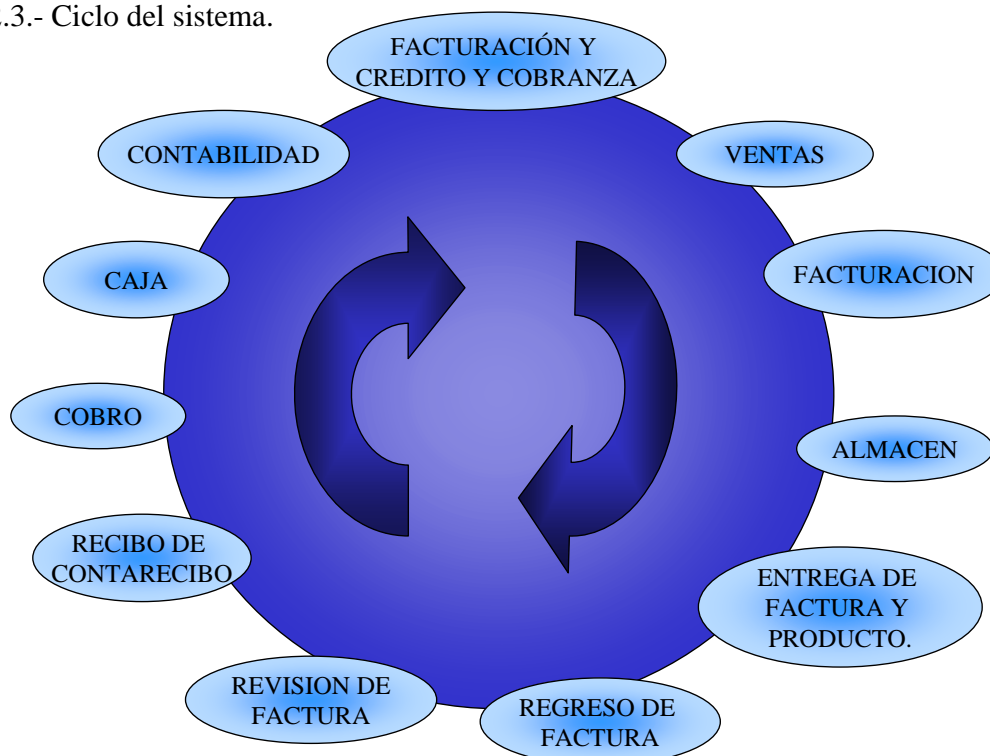 2.3.- Ciclo del sistema.
FACTURACIÓN Y
CREDITO Y COBRANZA
VENTAS
FACTURACION
ALMACEN
ENTREGA DE
FACTURA Y
PRODUCTO.
REGRESO DE
FACTURA
REVISION DE
FACTURA
RECIBO DE
CONTARECIBO
COBRO
CAJA
CONTABILIDAD